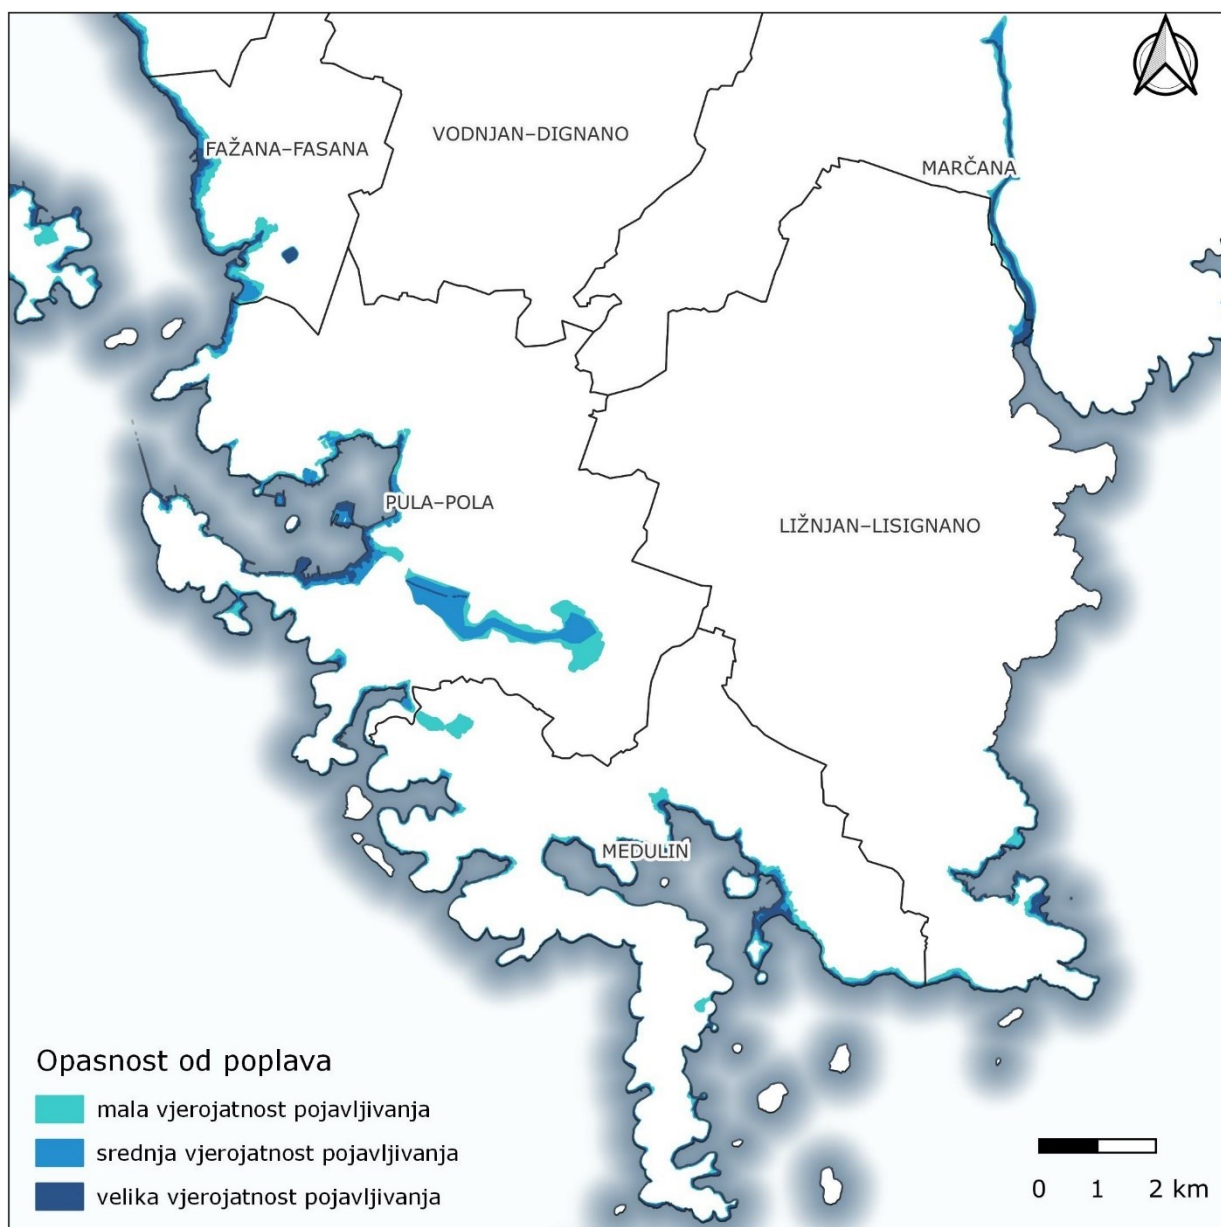 VODNJAN–DIGNANO
FAŽANA–FASANA
MARČANA
PULA–POLA
LIŽNJAN–LISIGNANO
MEDULIN
Opasnost od poplava
mala vjerojatnost pojavljivanja
srednja vjerojatnost pojavljivanja
velika vjerojatnost pojavljivanja
0 1 2 km